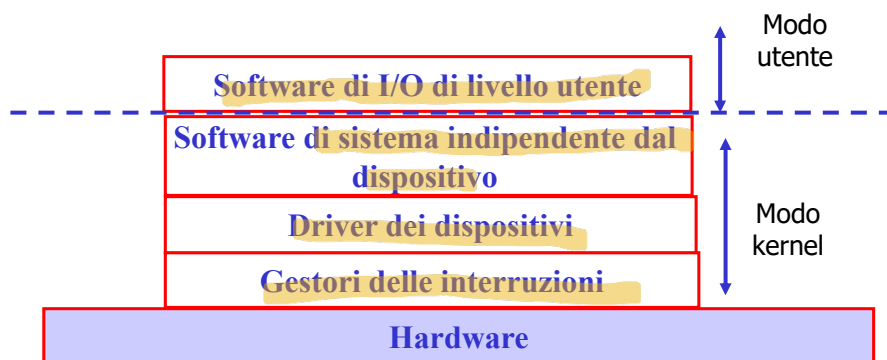 Modo
utente
Software di I/O di livello utente
Software di sistema indipendente dal
dispositivo
Driver dei dispositivi
Modo
kernel
Gestori delle interruzioni
Hardware